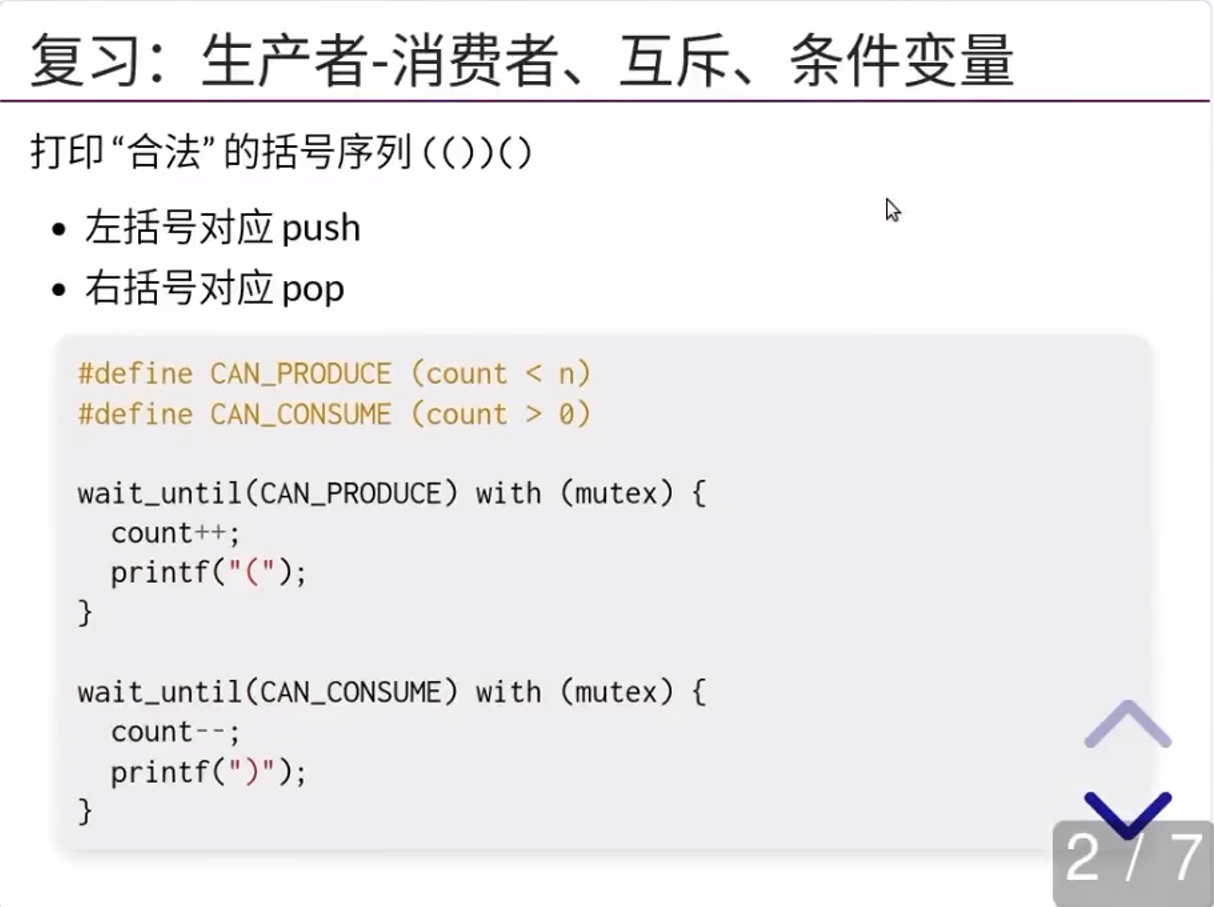 复习：生产者-消费者、互斥、条件变量
打印“合法”的括号序列 (())()
• 左括号对应 push
• 右括号对应 pop
#define CAN_PRODUCE (count < n)
#define CAN_CONSUME (count > 0)
wait_until(CAN_PRODUCE) with (mutex) {
  count++;
  printf("(");
}
wait_until(CAN_CONSUME) with (mutex) {
  count--;
  printf(")");
}
2 / 7